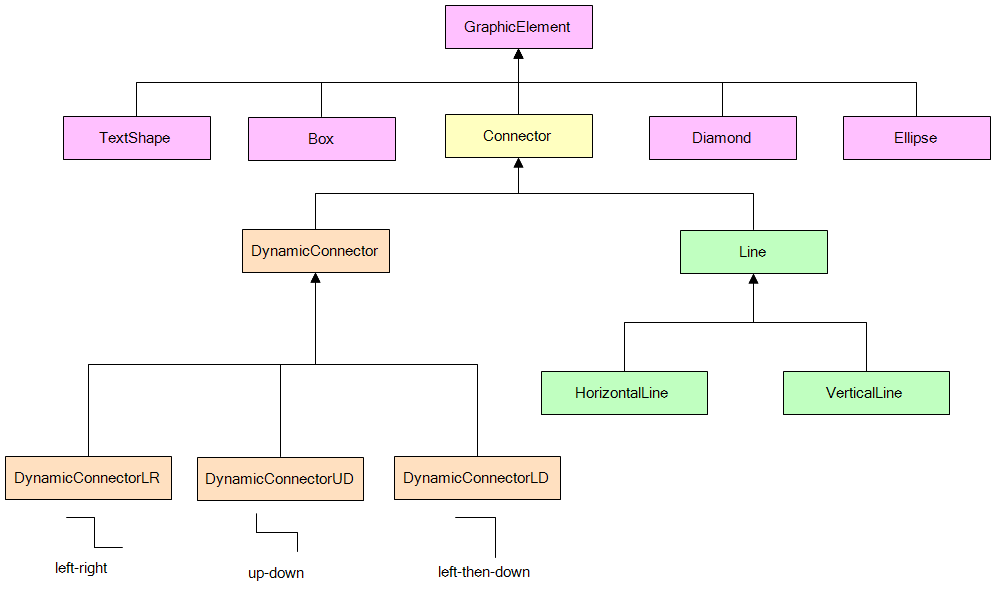 GraphicElement
TextShape
Box
Connector
Diamond
Ellipse
DynamicConnector
Line
HorizontalLine
VerticalLine
DynamicConnectorLR
DynamicConnectorUD
DynamicConnectorLD
left-right
up-down
left-then-down